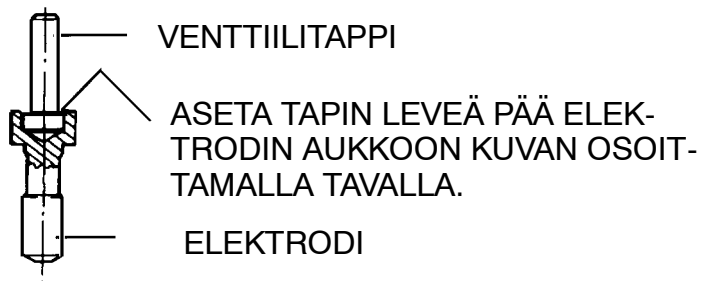 VENTTIILITAPPI
ASETA TAPIN LEVEÄ PÄÄ ELEK-
TRODIN AUKKOON KUVAN OSOIT-
TAMALLA TAVALLA.
ELEKTRODI